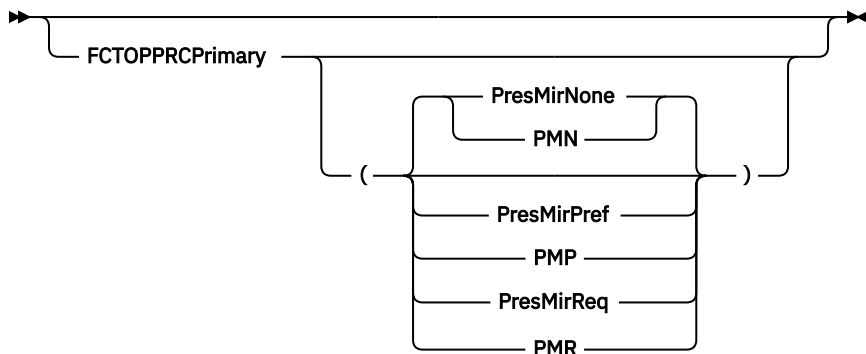 FCTOPPRCPrimary
PresMirNone
PMN
( )
PresMirPref
PMP
PresMirReq
PMR